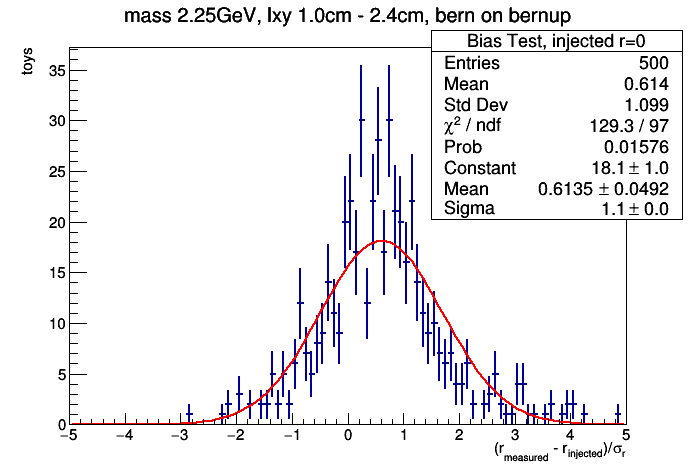 mass 2.25GeV, lxy 1.0cm - 2.4cm, bern on bernup
Bias Test, injected r=0
Entries 500
Mean 0.614
Std Dev 1.099
χ² / ndf 129.3 / 97
Prob 0.01576
Constant 18.1 ± 1.0
Mean 0.6135 ± 0.0492
Sigma 1.1 ± 0.0
toys
35
30
25
20
15
10
5
0
−5 −4 −3 −2 −1 0 1 2 3 4 5
(r_measured - r_injected)/σ_r